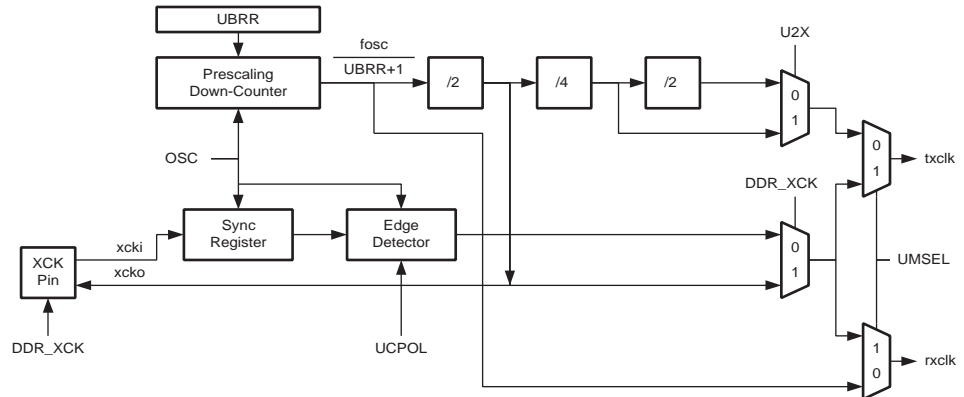 UBRR
U2X
fosc
UBRR+1
Prescaling
Down-Counter
/2
/4
/2
0
1
OSC
0
1
txclk
DDR_XCK
Sync
Register
Edge
Detector
xcki
0
1
XCK
Pin
xcko
UMSEL
DDR_XCK
UCPOL
1
0
rxclk